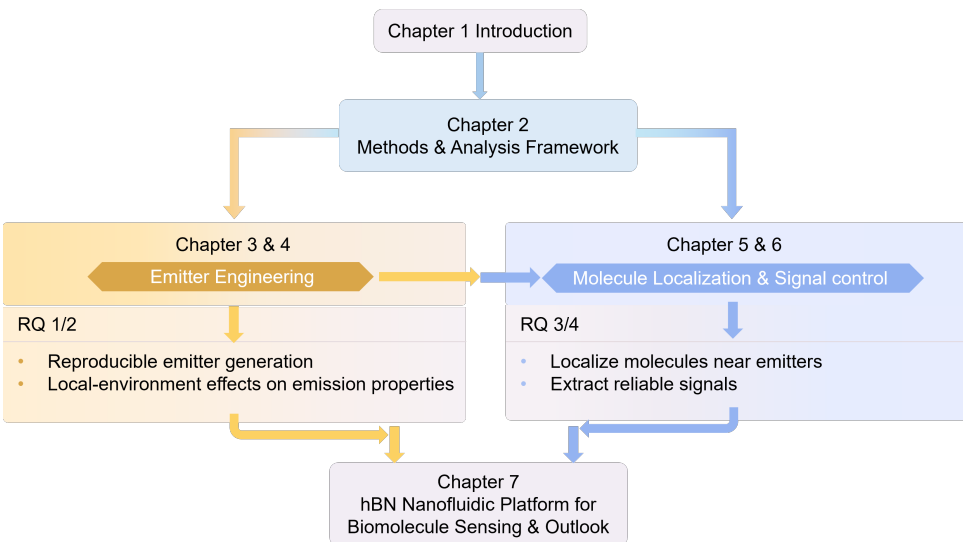 Chapter 1 Introduction
Chapter 2
Methods & Analysis Framework
Chapter 3 & 4
Emitter Engineering
RQ 1/2
• Reproducible emitter generation
• Local-environment effects on emission properties
Chapter 5 & 6
Molecule Localization & Signal control
RQ 3/4
• Localize molecules near emitters
• Extract reliable signals
Chapter 7
hBN Nanofluidic Platform for
Biomolecule Sensing & Outlook